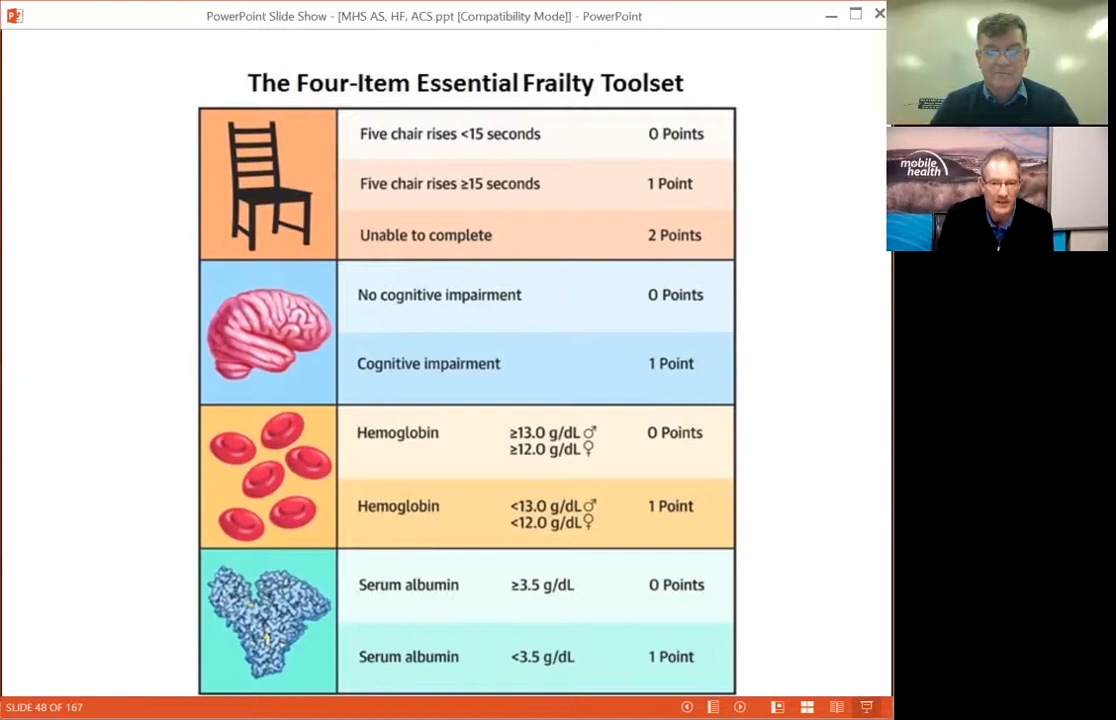 PowerPoint Slide Show - [MHS AS, HF, ACS.ppt [Compatibility Mode]] - PowerPoint
The Four-Item Essential Frailty Toolset
Five chair rises <15 seconds 0 Points
Five chair rises ≥15 seconds 1 Point
Unable to complete 2 Points
No cognitive impairment 0 Points
Cognitive impairment 1 Point
Hemoglobin ≥13.0 g/dL♂ 0 Points
≥12.0 g/dL♀
Hemoglobin <13.0 g/dL♂ 1 Point
<12.0 g/dL♀
Serum albumin ≥3.5 g/dL 0 Points
Serum albumin <3.5 g/dL 1 Point
SLIDE 48 OF 167
mobile
health